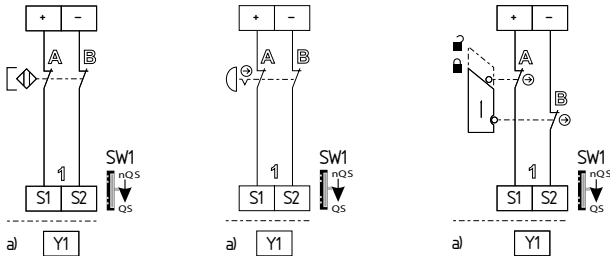 + -
A B
1
SW1
nQS
S1 S2
QS
a) Y1
+ -
A B
1
SW1
nQS
S1 S2
QS
a) Y1
+ -
A
B
1
SW1
nQS
S1 S2
QS
a) Y1